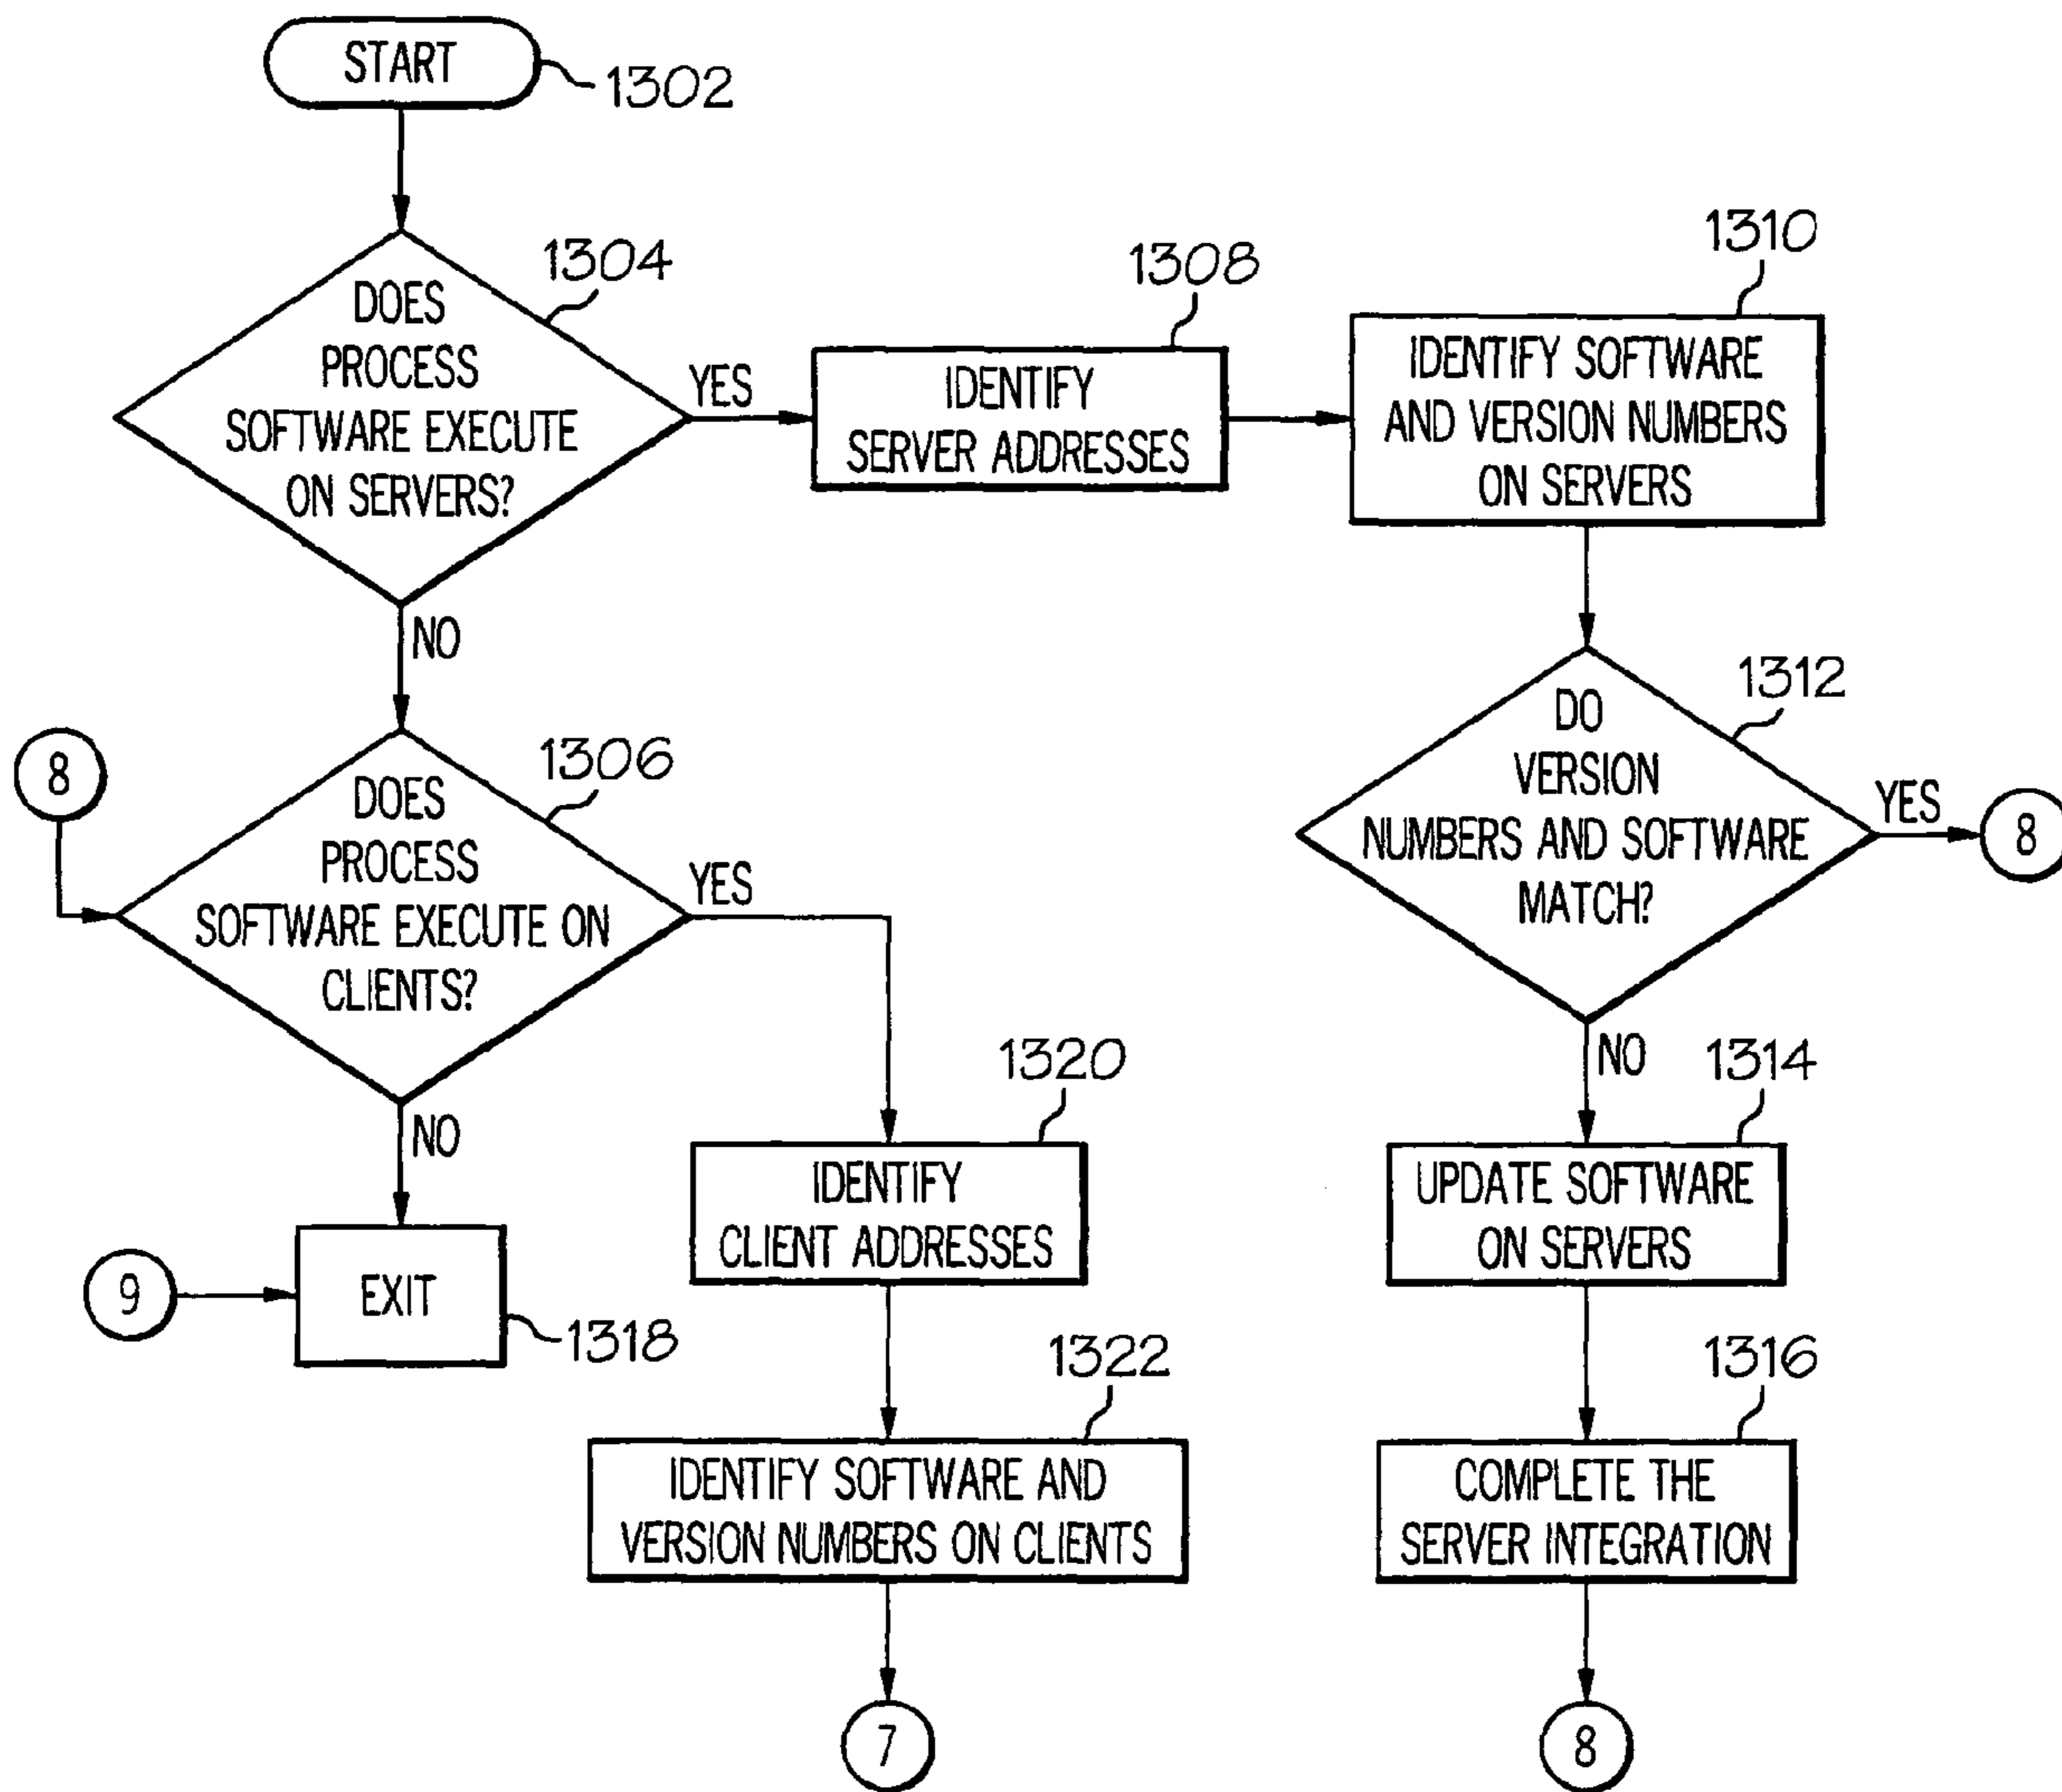 START
1302
DOES
PROCESS
SOFTWARE EXECUTE
ON SERVERS?
1304
YES
NO
IDENTIFY
SERVER ADDRESSES
1308
IDENTIFY SOFTWARE
AND VERSION NUMBERS
ON SERVERS
1310
DO
VERSION
NUMBERS AND SOFTWARE
MATCH?
1312
YES
8
NO
8
DOES
PROCESS
SOFTWARE EXECUTE ON
CLIENTS?
1306
YES
NO
9
EXIT
1318
IDENTIFY
CLIENT ADDRESSES
1320
UPDATE SOFTWARE
ON SERVERS
1314
IDENTIFY SOFTWARE AND
VERSION NUMBERS ON CLIENTS
1322
COMPLETE THE
SERVER INTEGRATION
1316
7
8